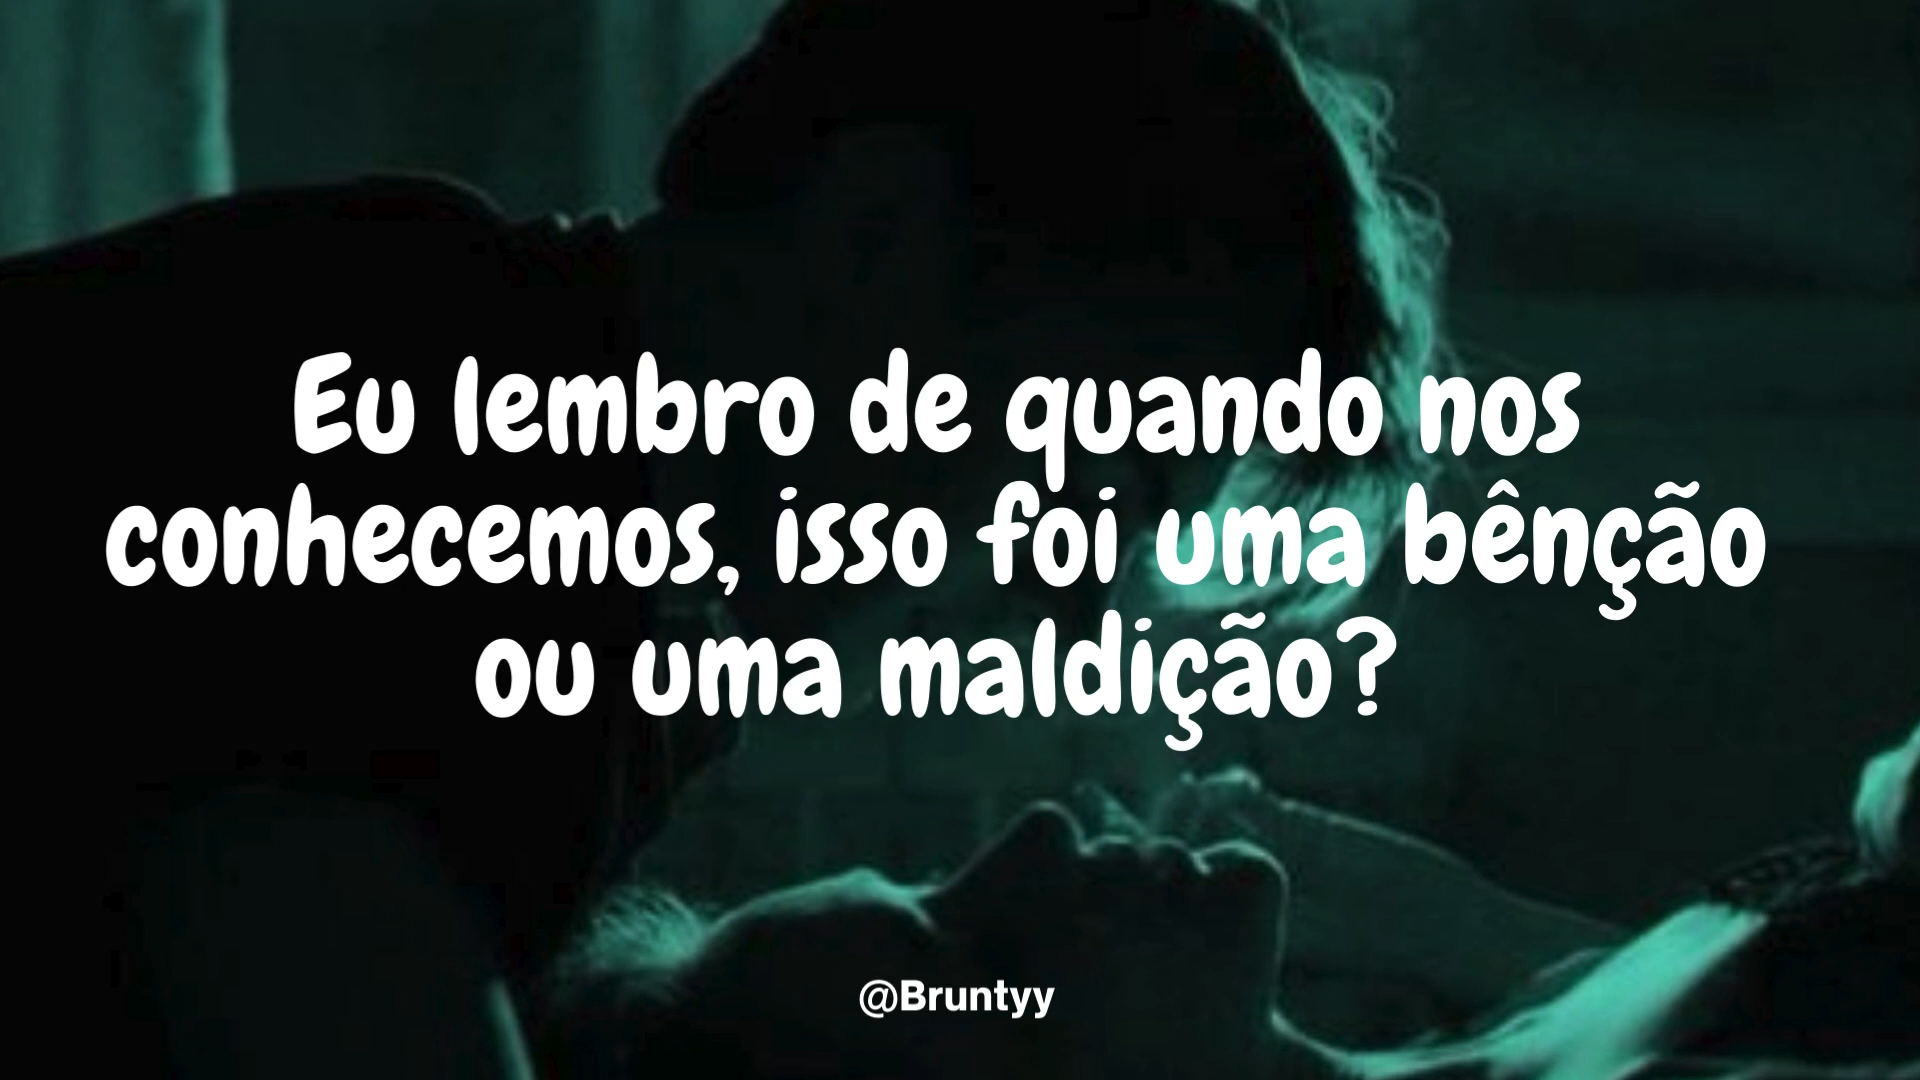 Eu lembro de quando nos
conhecemos, isso foi uma bênção
ou uma maldição?
@Bruntyy